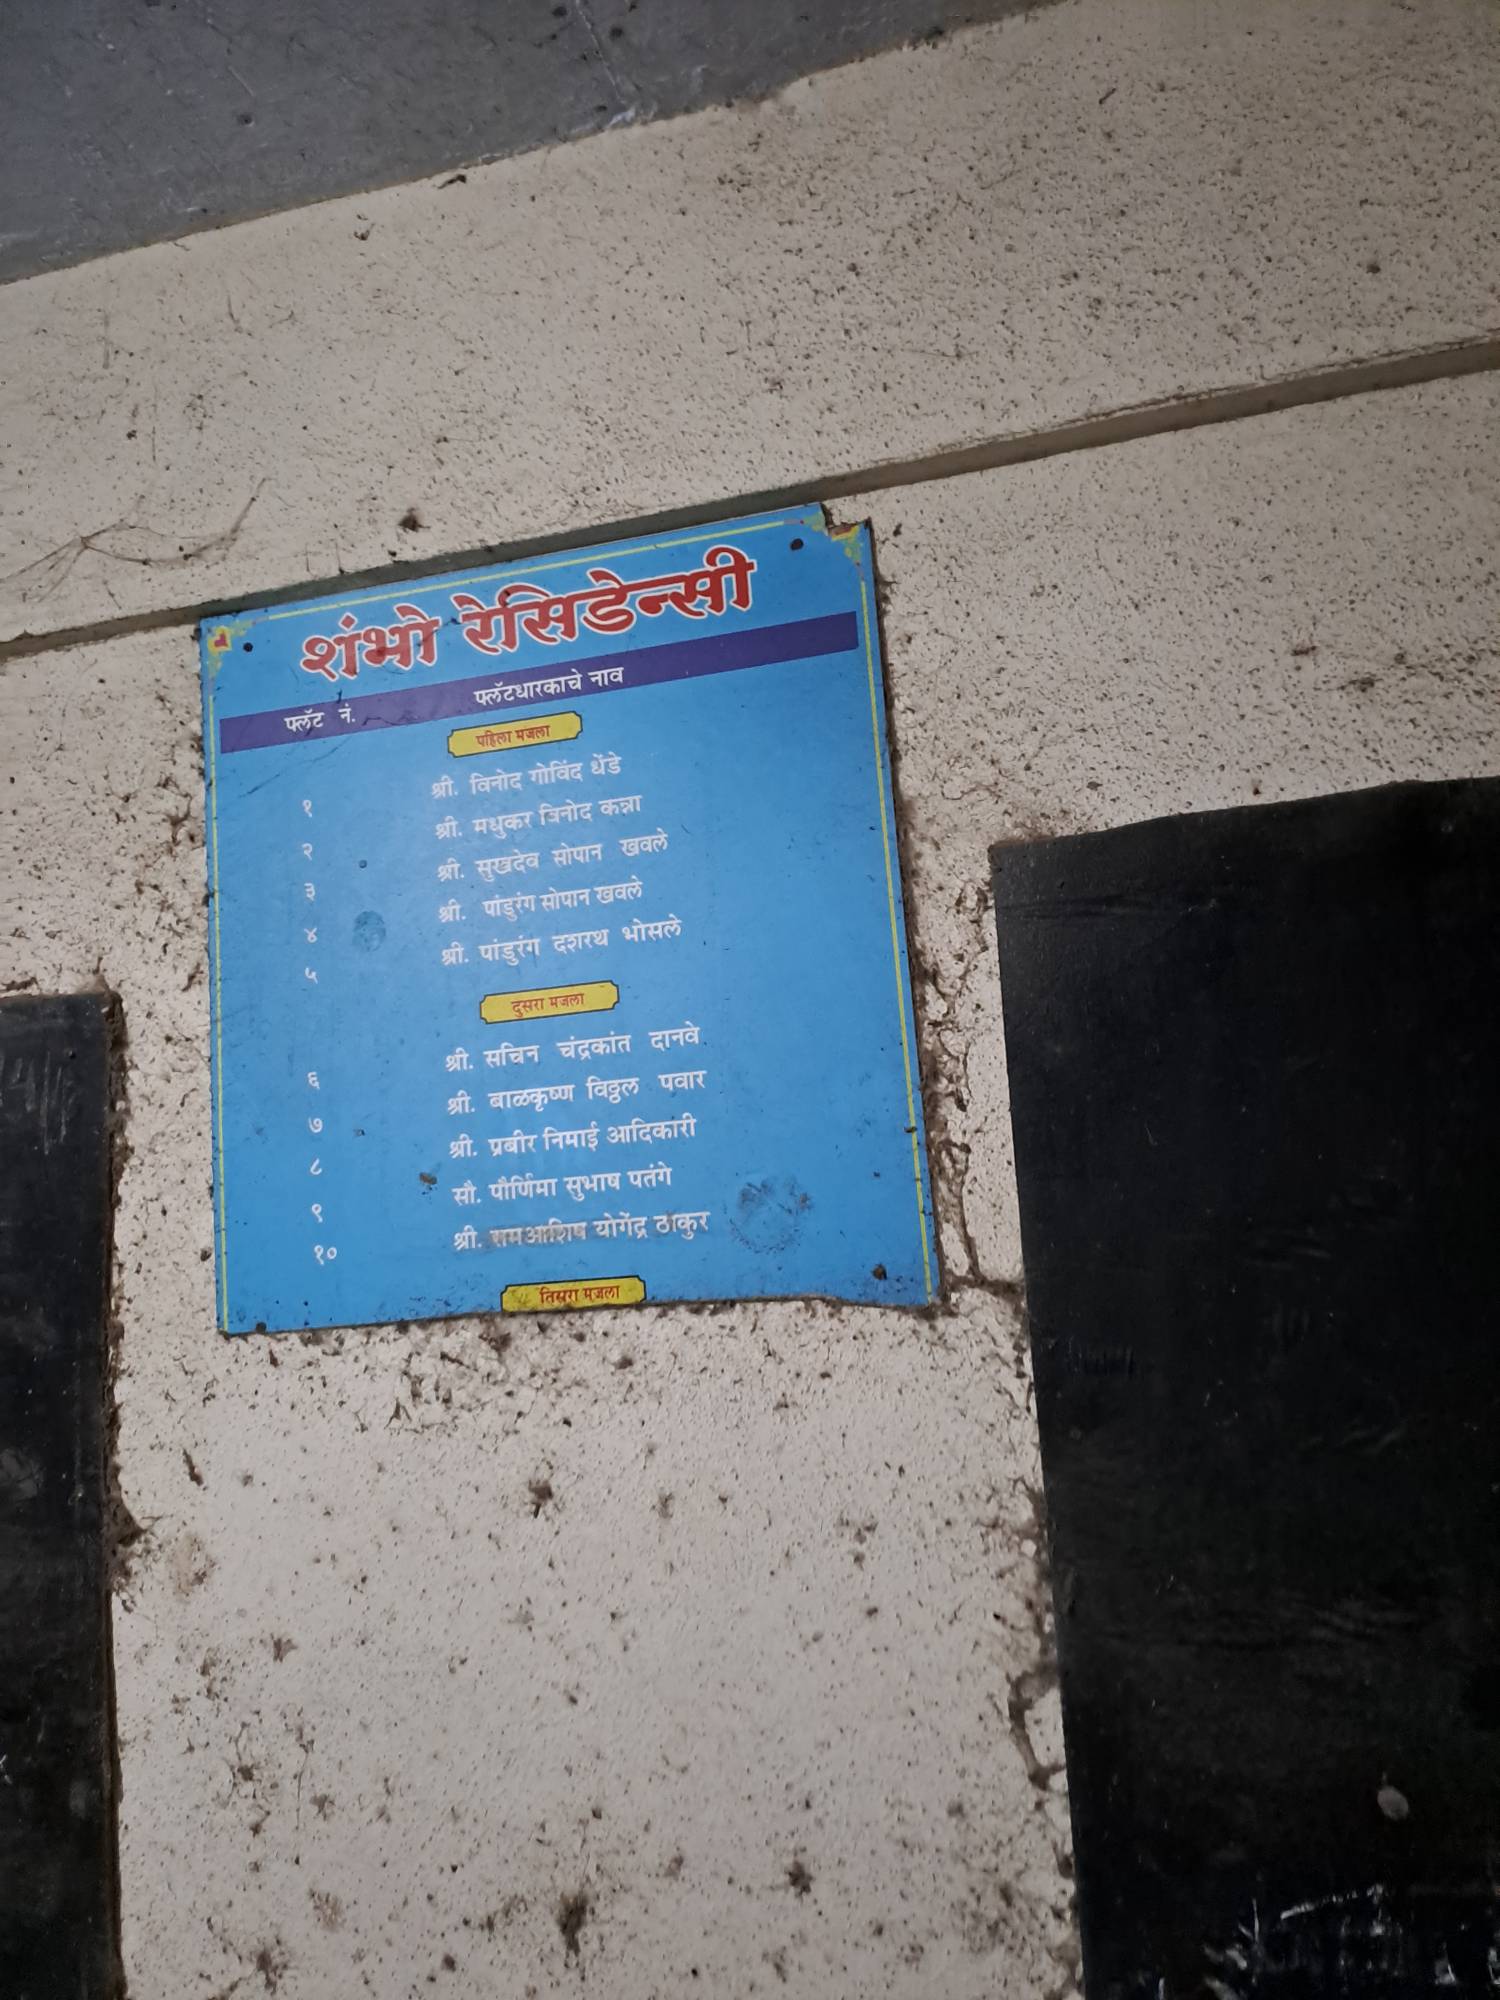 शंभो रेसिडेन्सी
फ्लॅट नं. फ्लॅटधारकाचे नाव
पहिला मजला
१ श्री. विनोद गोविंद धेंडे
२ श्री. मधुकर विनोद कन्ना
३ श्री. सुखदेव सोपान खवले
४ श्री. पांडुरंग सोपान खवले
५ श्री. पांडुरंग दशरथ भोसले
दुसरा मजला
६ श्री. सचिन चंद्रकांत दानवे
७ श्री. बाळकृष्ण विठ्ठल पवार
८ श्री. प्रबीर निमाई आदिकारी
९ सौ. पौर्णिमा सुभाष पतंगे
१० श्री. रामआशिष योगेंद्र ठाकुर
तिसरा मजला